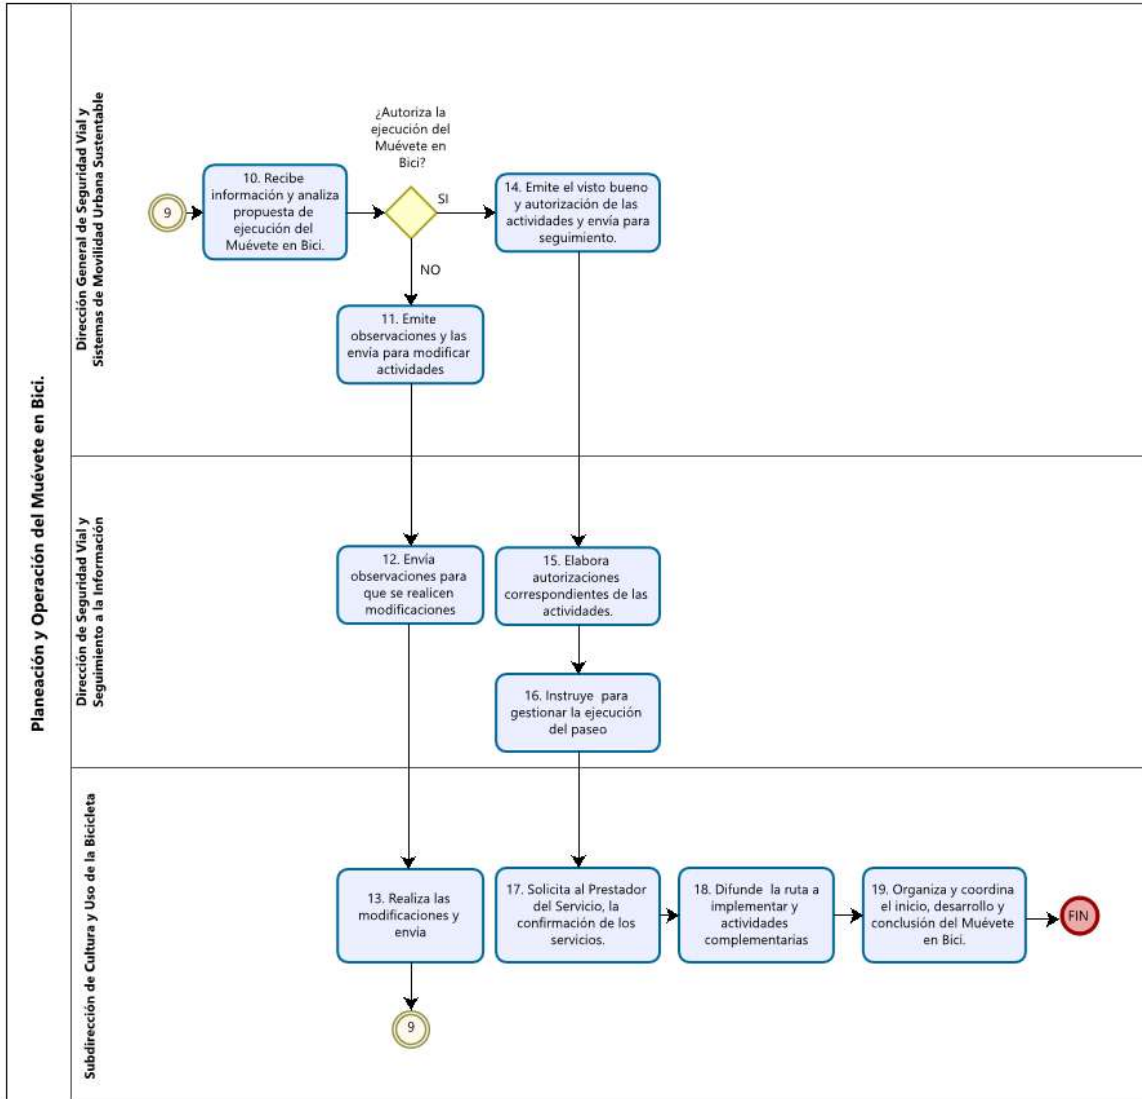 Planeación y Operación del Muévete en Bici.
Dirección General de Seguridad Vial y
Sistemas de Movilidad Urbana Sustentable
9
10. Recibe
información y analiza
propuesta de
ejecución del
Muévete en Bici.
¿Autoriza la
ejecución del
Muévete en
Bici?
SI
NO
14. Emite el visto bueno
y autorización de las
actividades y envía para
seguimiento.
11. Emite
observaciones y las
envía para modificar
actividades
Dirección de Seguridad Vial y
Seguimiento a la Información
12. Envía
observaciones para
que se realicen
modificaciones
15. Elabora
autorizaciones
correspondientes de las
actividades.
16. Instruye para
gestionar la ejecución
del paseo
Subdirección de Cultura y Uso de la Bicicleta
13. Realiza las
modificaciones y
envia
9
17. Solicita al Prestador
del Servicio, la
confirmación de los
servicios.
18. Difunde la ruta a
implementar y
actividades
complementarias
19. Organiza y coordina
el inicio, desarrollo y
conclusión del Muévete
en Bici.
FIN